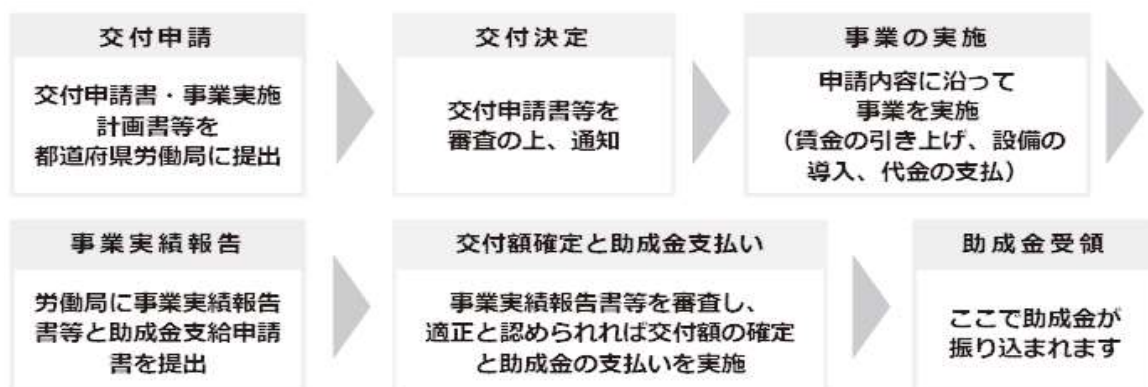 交付申請
交付申請書・事業実施
計画書等を
都道府県労働局に提出
交付決定
交付申請書等を
審査の上、通知
事業の実施
申請内容に沿って
事業を実施
(賃金の引き上げ、設備の
導入、代金の支払)
事業実績報告
労働局に事業実績報告
書等と助成金支給申請
書を提出
交付額確定と助成金支払い
事業実績報告書等を審査し、
適正と認められれば交付額の確定
と助成金の支払いを実施
助成金受領
ここで助成金が
振り込まれます